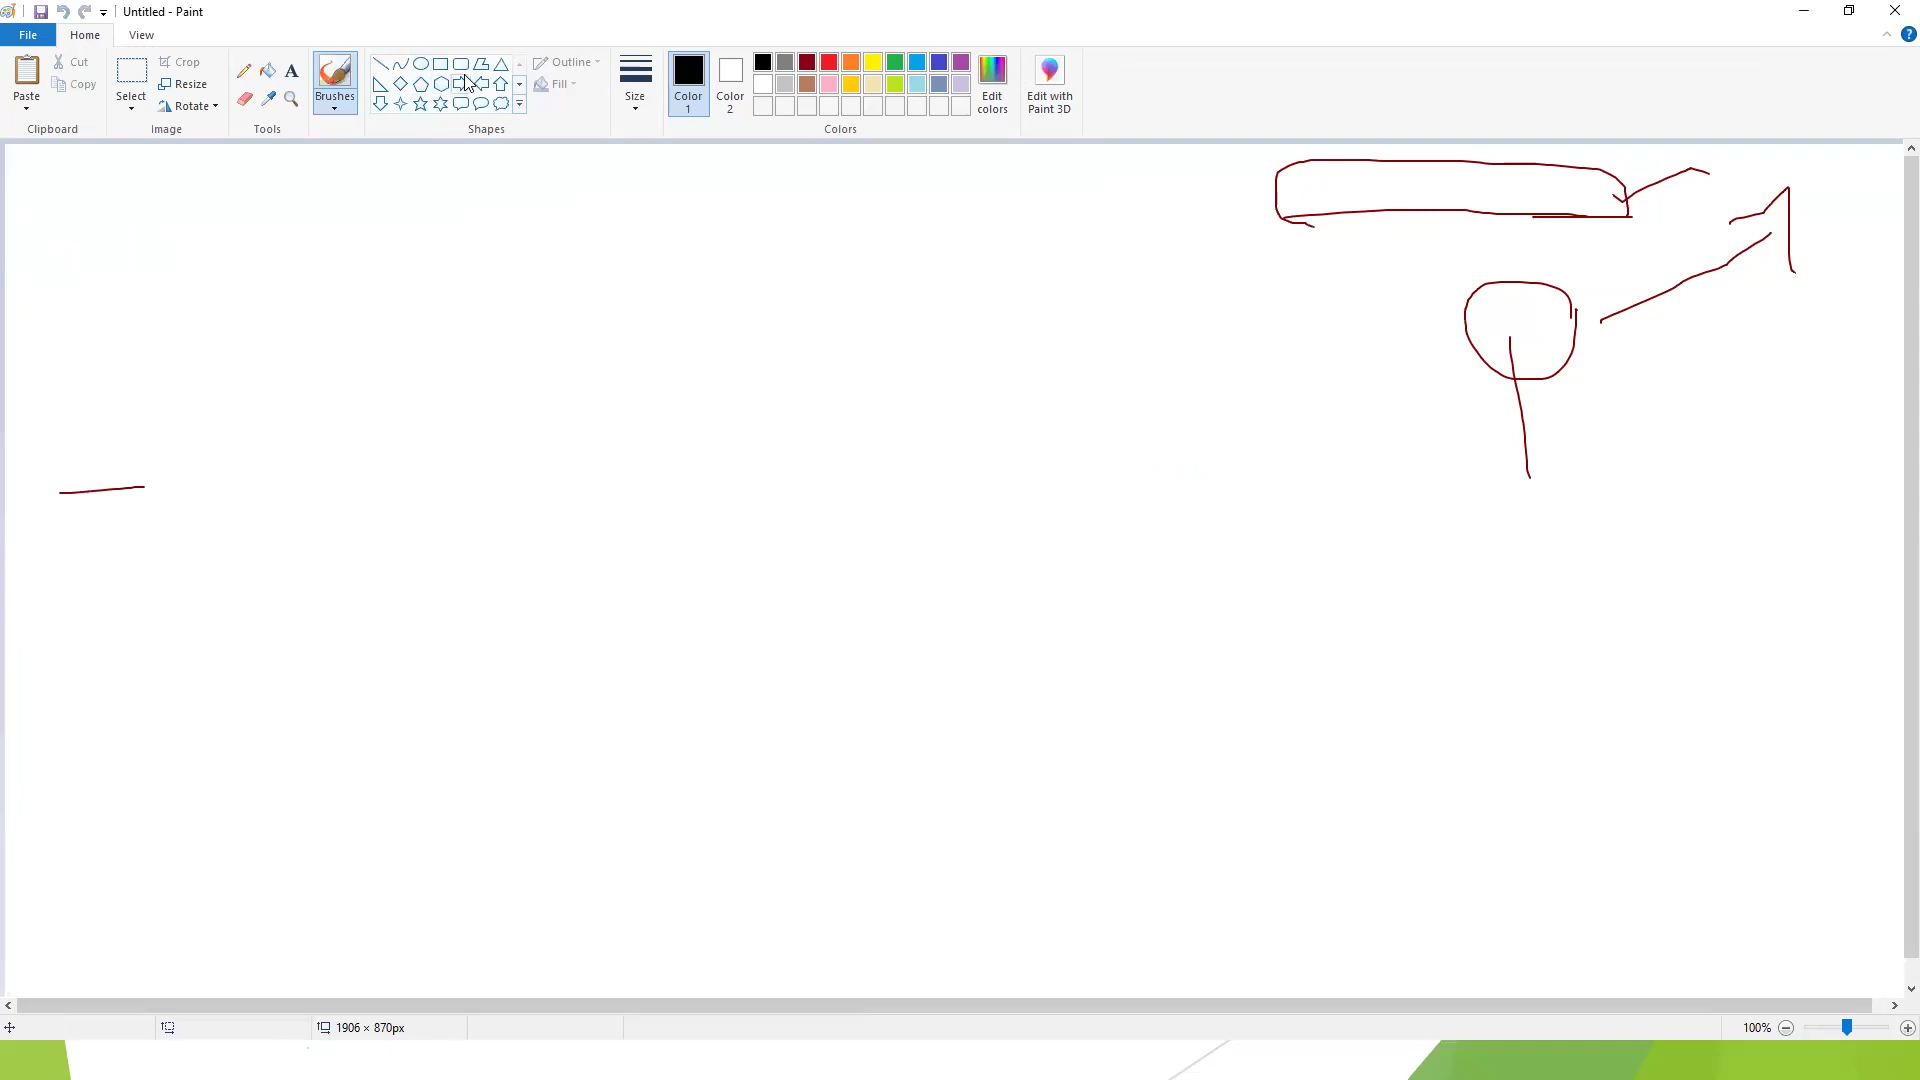 Untitled - Paint
File Home View
Paste Cut Copy Clipboard
Select Crop Resize Rotate Image
Tools
Brushes
Shapes Outline Fill
Size
Color 1 Color 2 Colors
Edit colors
Edit with Paint 3D
1906 × 870px 100%